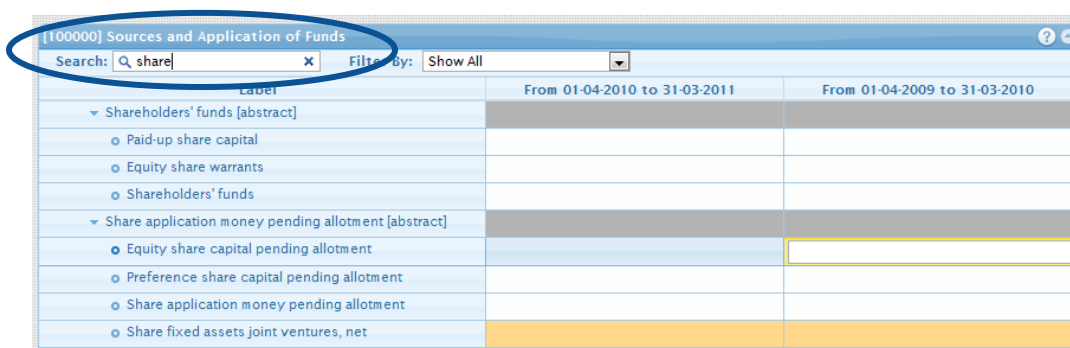 [100000] Sources and Application of Funds
Search: share Filter By: Show All
Label From 01-04-2010 to 31-03-2011 From 01-04-2009 to 31-03-2010
Shareholders' funds [abstract]
Paid-up share capital
Equity share warrants
Shareholders' funds
Share application money pending allotment [abstract]
Equity share capital pending allotment
Preference share capital pending allotment
Share application money pending allotment
Share fixed assets joint ventures, net